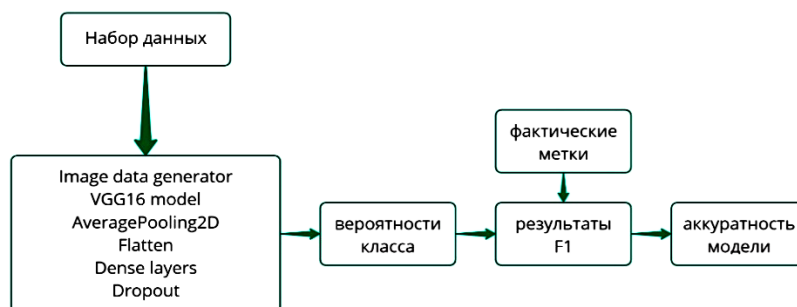 Набор данных
фактические
метки
Image data generator
VGG16 model
AveragePooling2D
Flatten
Dense layers
Dropout
вероятности
класса
результаты
F1
аккуратность
модели